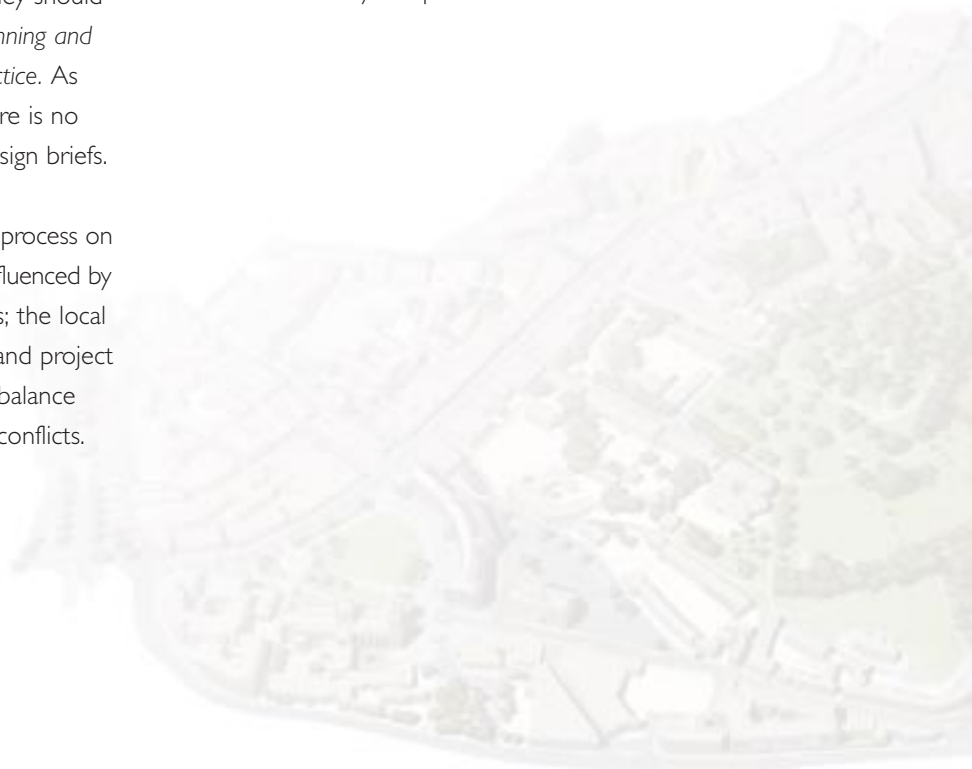 ey should
nning and
ctice. As
re is no
sign briefs.
process on
fluenced by
s; the local
and project
balance
conflicts.